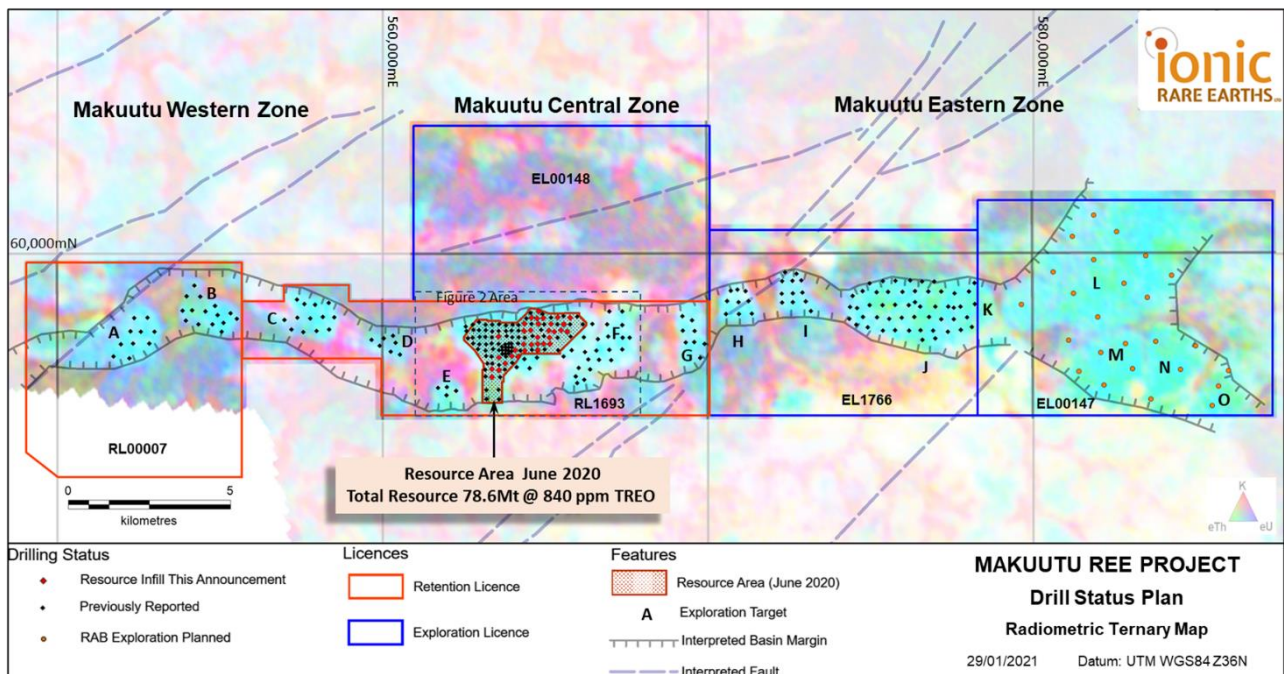 560,000mE
580,000mE
60,000mN
ionic
RARE EARTHS
Makuutu Western Zone
Makuutu Central Zone
Makuutu Eastern Zone
EL00148
Figure 2 Area
A
B
C
D
E
F
G
H
I
J
K
L
M
N
O
RL1693
EL1766
EL00147
RL00007
Resource Area June 2020
Total Resource 78.6Mt @ 840 ppm TREO
0 5
kilometres
K
eTh eU
Drilling Status
Resource Infill This Announcement
Previously Reported
RAB Exploration Planned
Licences
Retention Licence
Exploration Licence
Features
Resource Area (June 2020)
A Exploration Target
Interpreted Basin Margin
Interpreted Fault
MAKUUTU REE PROJECT
Drill Status Plan
Radiometric Ternary Map
29/01/2021 Datum: UTM WGS84 Z36N